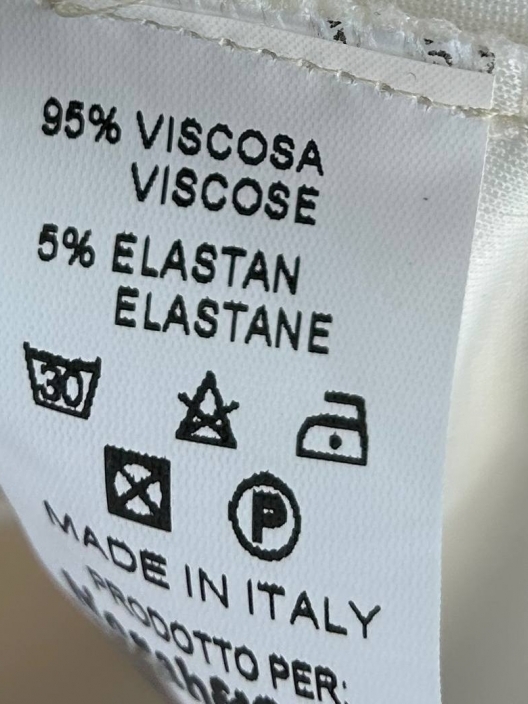 95% VISCOSA
VISCOSE
5% ELASTAN
ELASTANE
30
P
MADE IN ITALY
PRODOTTO PER: